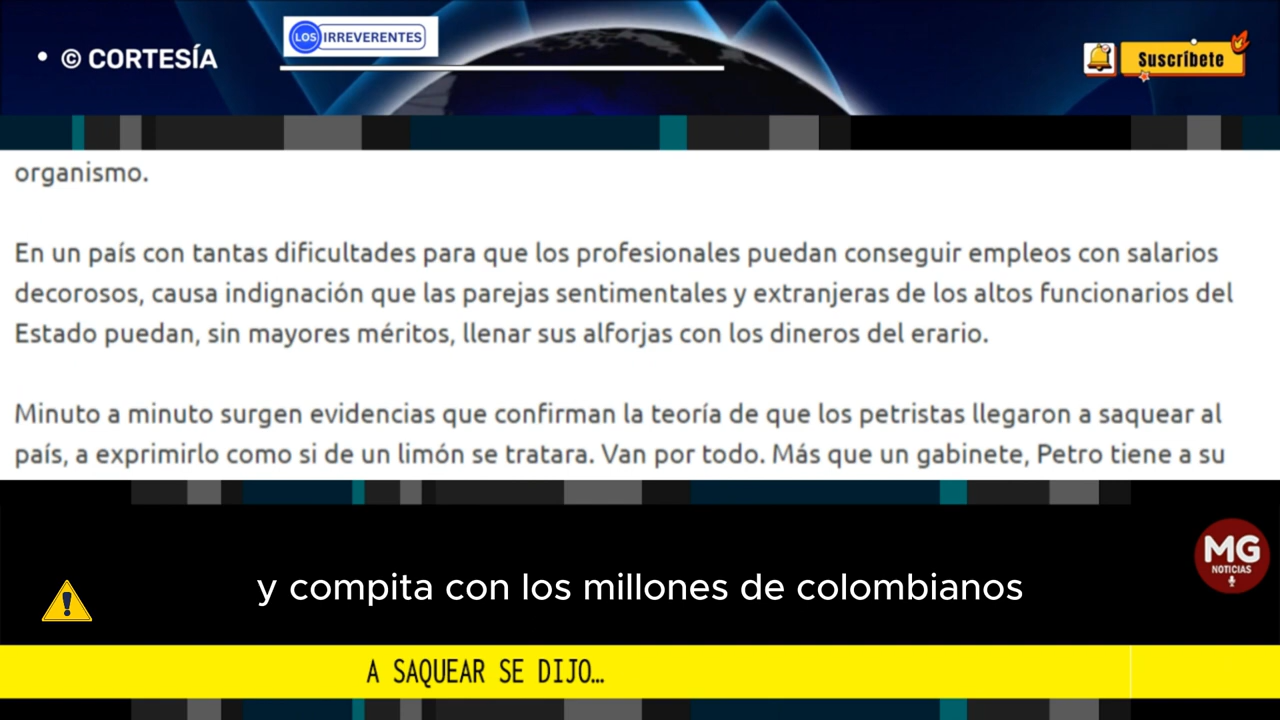 • © CORTESÍA
LOS IRREVERENTES
Suscríbete
organismo.
En un país con tantas dificultades para que los profesionales puedan conseguir empleos con salarios
decorosos, causa indignación que las parejas sentimentales y extranjeras de los altos funcionarios del
Estado puedan, sin mayores méritos, llenar sus alforjas con los dineros del erario.
Minuto a minuto surgen evidencias que confirman la teoría de que los petristas llegaron a saquear al
país, a exprimirlo como si de un limón se tratara. Van por todo. Más que un gabinete, Petro tiene a su
MG
NOTICIAS
y compita con los millones de colombianos
A SAQUEAR SE DIJO...